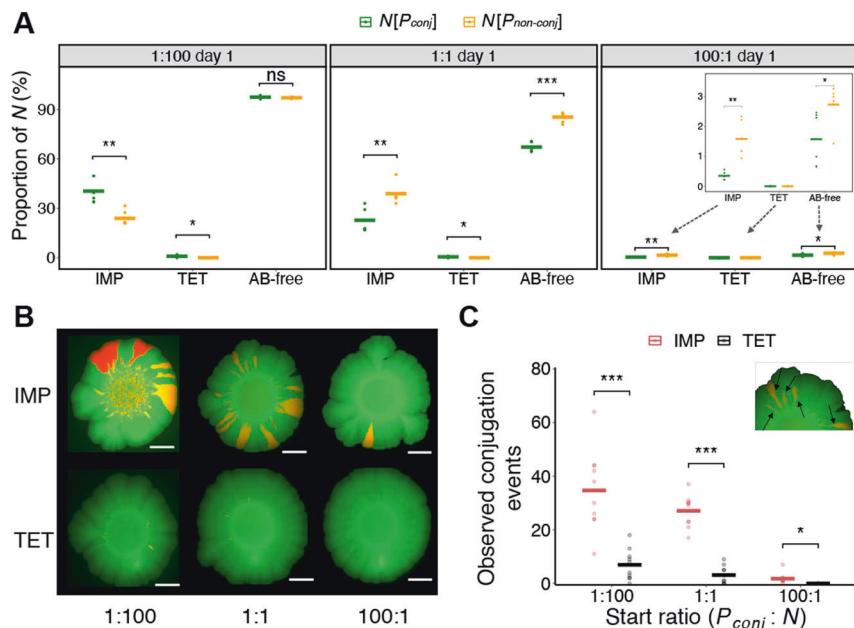 N[Pconj] N[Pnon-conj]
A
1:100 day 1 1:1 day 1 100:1 day 1
Proportion of N (%)
90
60
30
0
ns
**
*
***
**
*
3
2
1
0
**
*
IMP TET AB-free
**
*
IMP TET AB-free IMP TET AB-free IMP TET AB-free
B
IMP
TET
1:100 1:1 100:1
C
IMP TET
Observed conjugation
events
80
60
40
20
0
***
***
*
1:100 1:1 100:1
Start ratio (Pconj : N)